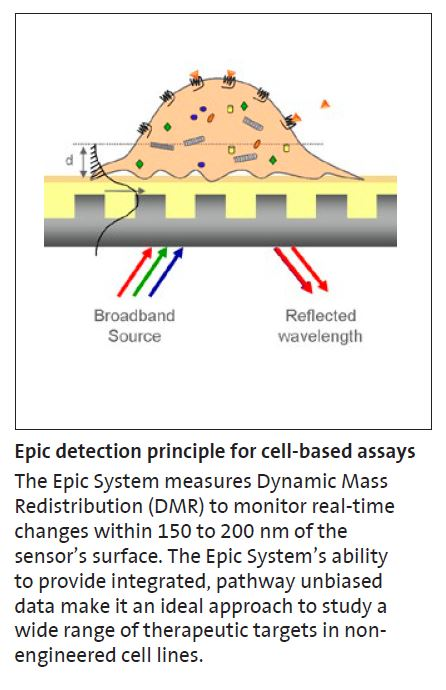 d
Broadband
Source
Reflected
wavelength
Epic detection principle for cell-based assays
The Epic System measures Dynamic Mass
Redistribution (DMR) to monitor real-time
changes within 150 to 200 nm of the
sensor’s surface. The Epic System’s ability
to provide integrated, pathway unbiased
data make it an ideal approach to study a
wide range of therapeutic targets in non-
engineered cell lines.